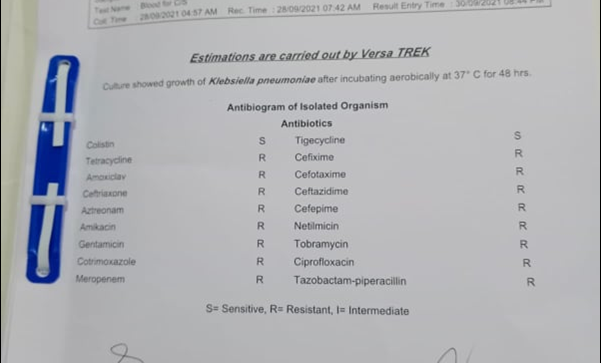 Test Name Blood for C/S
Coll. Time 28/09/2021 04:57 AM Rec. Time : 28/09/2021 07:42 AM Result Entry Time : 30/09/2021
Estimations are carried out by Versa TREK
Culture showed growth of Klebsiella pneumoniae after incubating aerobically at 37° C for 48 hrs.
Antibiogram of Isolated Organism
Antibiotics
Colistin S Tigecycline S
Tetracycline R Cefixime R
Amoxiclav R Cefotaxime R
Ceftriaxone R Ceftazidime R
Aztreonam R Cefepime R
Amikacin R Netilmicin R
Gentamicin R Tobramycin R
Cotrimoxazole R Ciprofloxacin R
Meropenem R Tazobactam-piperacillin R
S= Sensitive, R= Resistant, I= Intermediate